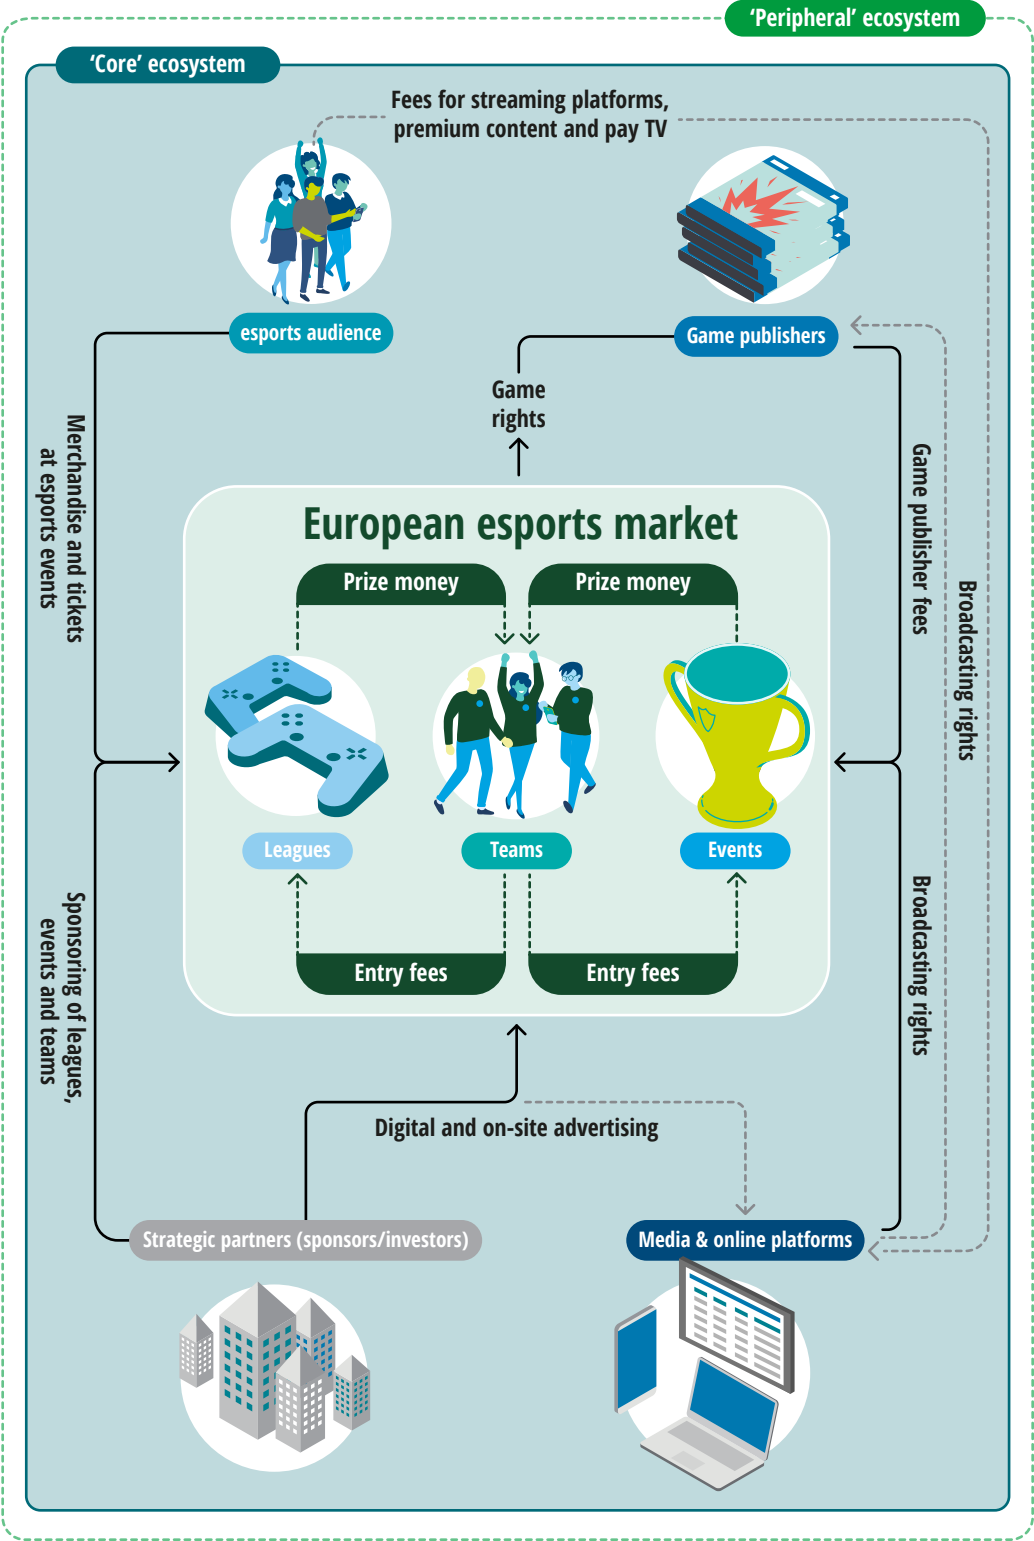 ‘Peripheral’ ecosystem
‘Core’ ecosystem
Fees for streaming platforms,
premium content and pay TV
esports audience
Game publishers
Game
rights
Merchandise and tickets
at esports events
Game publisher fees
Broadcasting rights
European esports market
Prize money
Prize money
Leagues
Teams
Events
Entry fees
Entry fees
Sponsoring of leagues,
events and teams
Broadcasting rights
Digital and on-site advertising
Strategic partners (sponsors/investors)
Media & online platforms